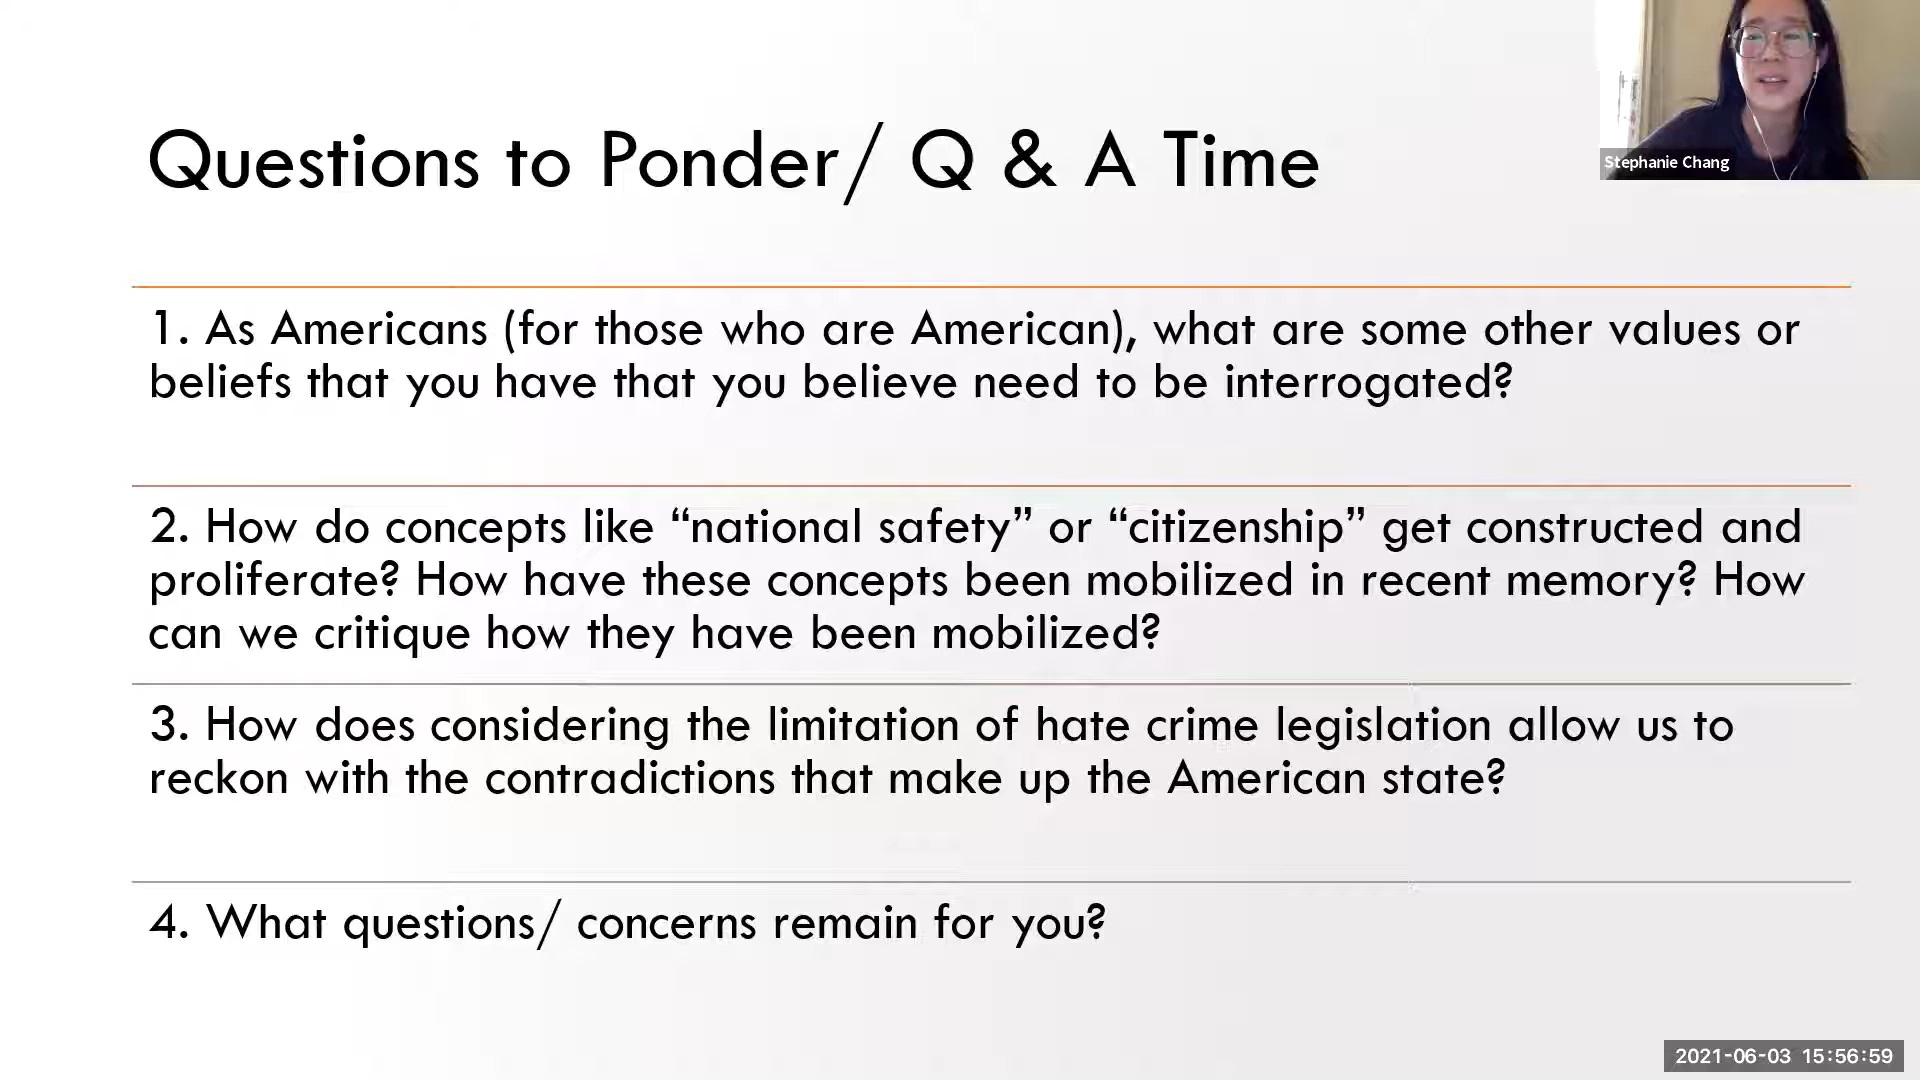 Questions to Ponder/ Q & A Time
Stephanie Chang
1. As Americans (for those who are American), what are some other values or
beliefs that you have that you believe need to be interrogated?
2. How do concepts like “national safety” or “citizenship” get constructed and
proliferate? How have these concepts been mobilized in recent memory? How
can we critique how they have been mobilized?
3. How does considering the limitation of hate crime legislation allow us to
reckon with the contradictions that make up the American state?
4. What questions/ concerns remain for you?
2021-06-03 15:56:59